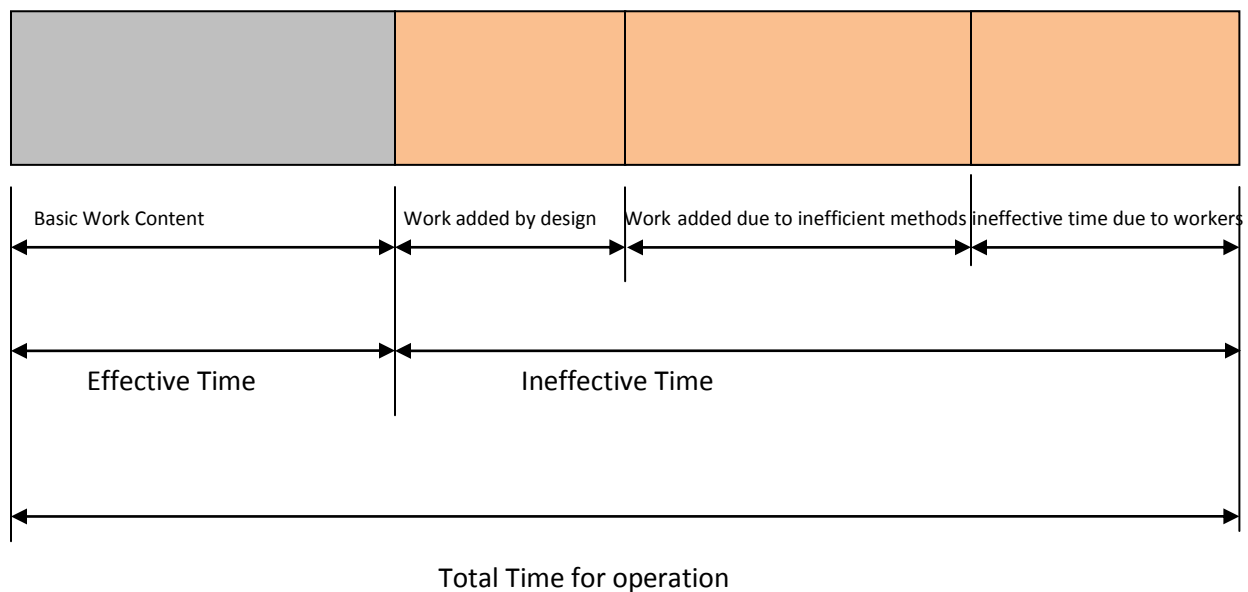 Basic Work Content
Work added by design
Work added due to inefficient methods
ineffective time due to workers
Effective Time
Ineffective Time
Total Time for operation